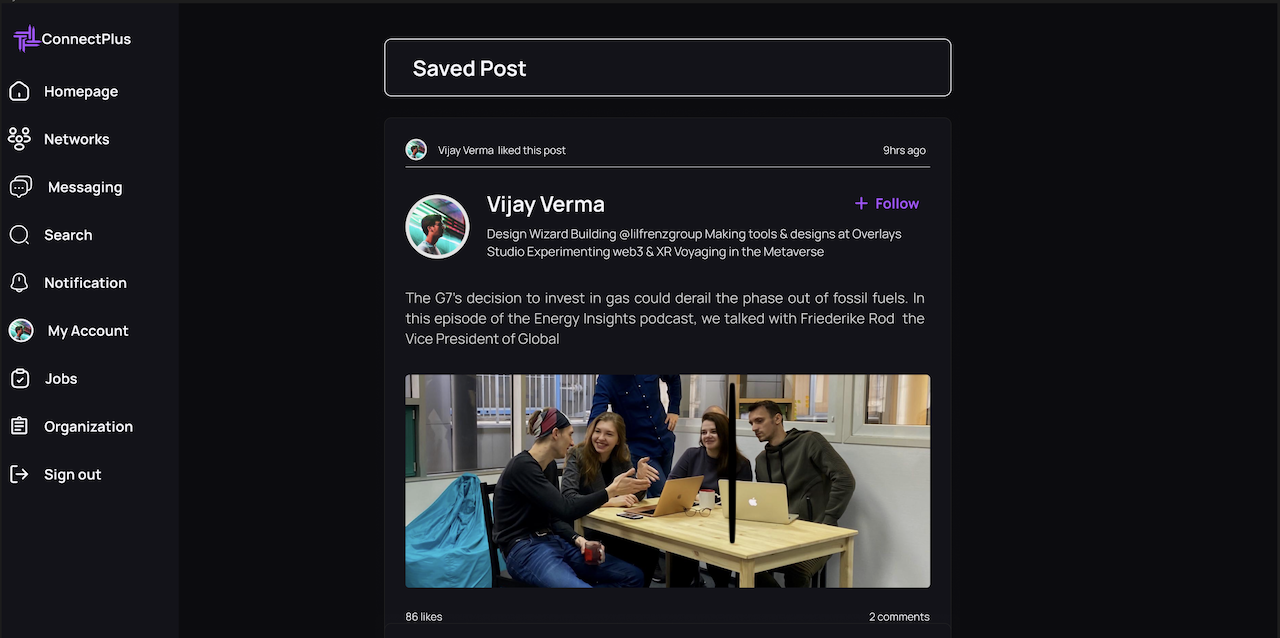 ConnectPlus
Homepage
Networks
Messaging
Search
Notification
My Account
Jobs
Organization
Sign out
Saved Post
Vijay Verma liked this post
9hrs ago
Vijay Verma
+ Follow
Design Wizard Building @lilfrenzgroup Making tools & designs at Overlays
Studio Experimenting web3 & XR Voyaging in the Metaverse
The G7's decision to invest in gas could derail the phase out of fossil fuels. In
this episode of the Energy Insights podcast, we talked with Friederike Rod the
Vice President of Global
86 likes
2 comments